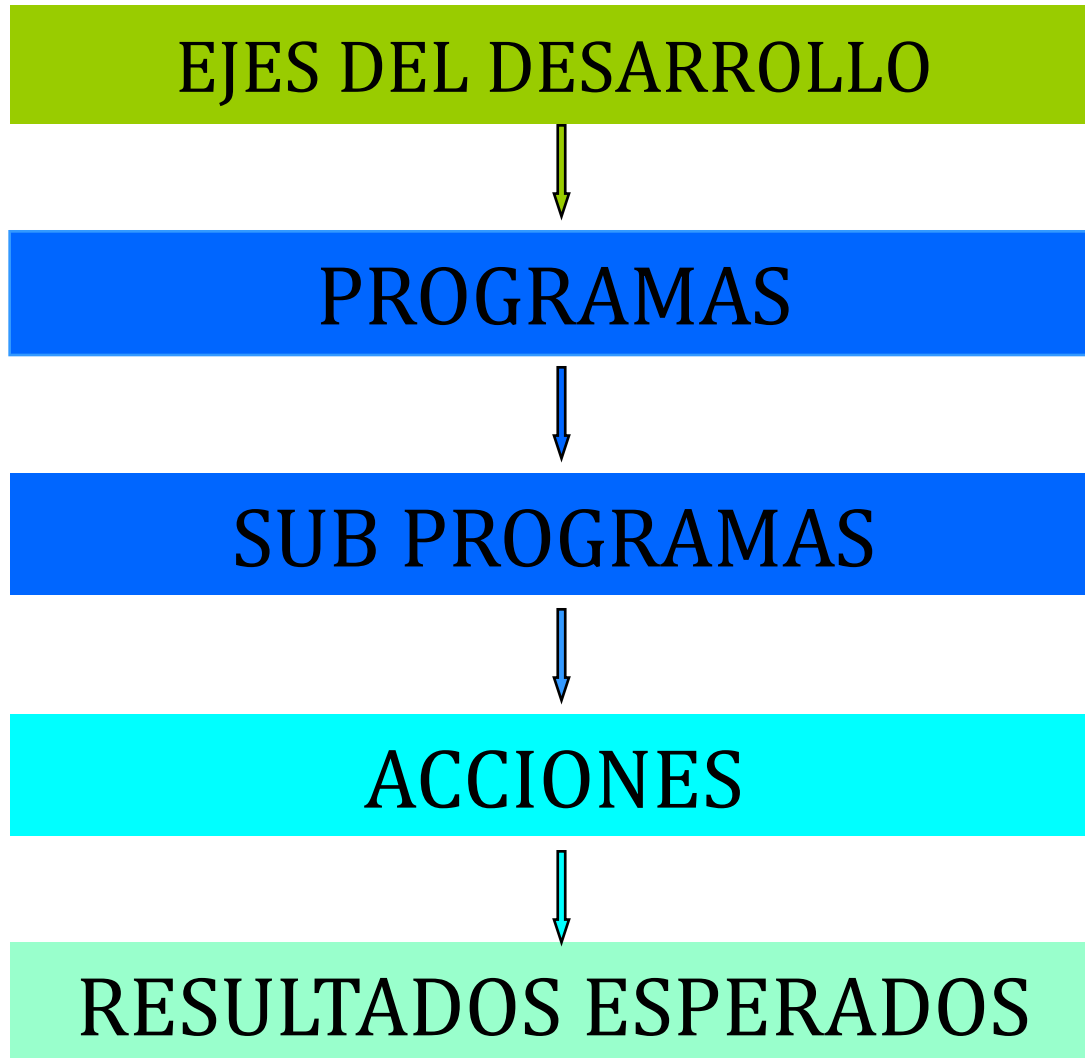 EJES DEL DESARROLLO
PROGRAMAS
SUB PROGRAMAS
ACCIONES
RESULTADOS ESPERADOS